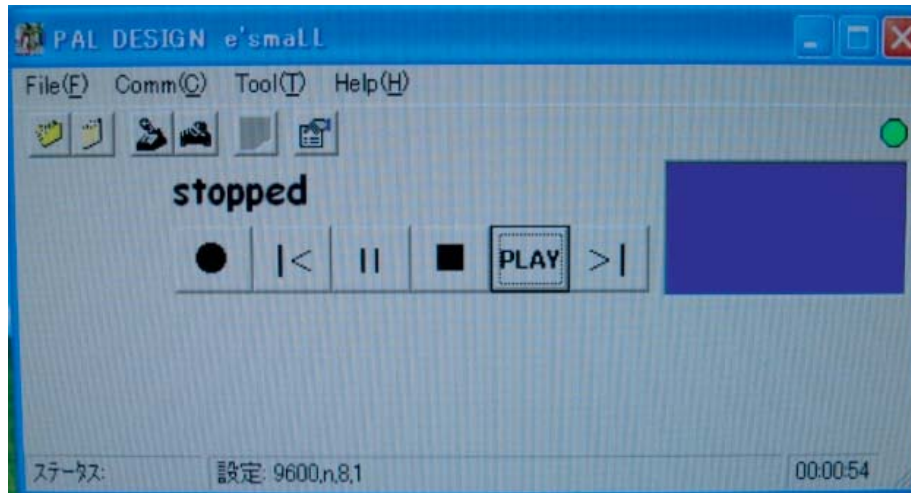 PAL DESIGN e'small
File(F) Comm(C) Tool(T) Help(H)
stopped
|< || PLAY >|
ステータス: 設定: 9600,n,8,1 00:00:54